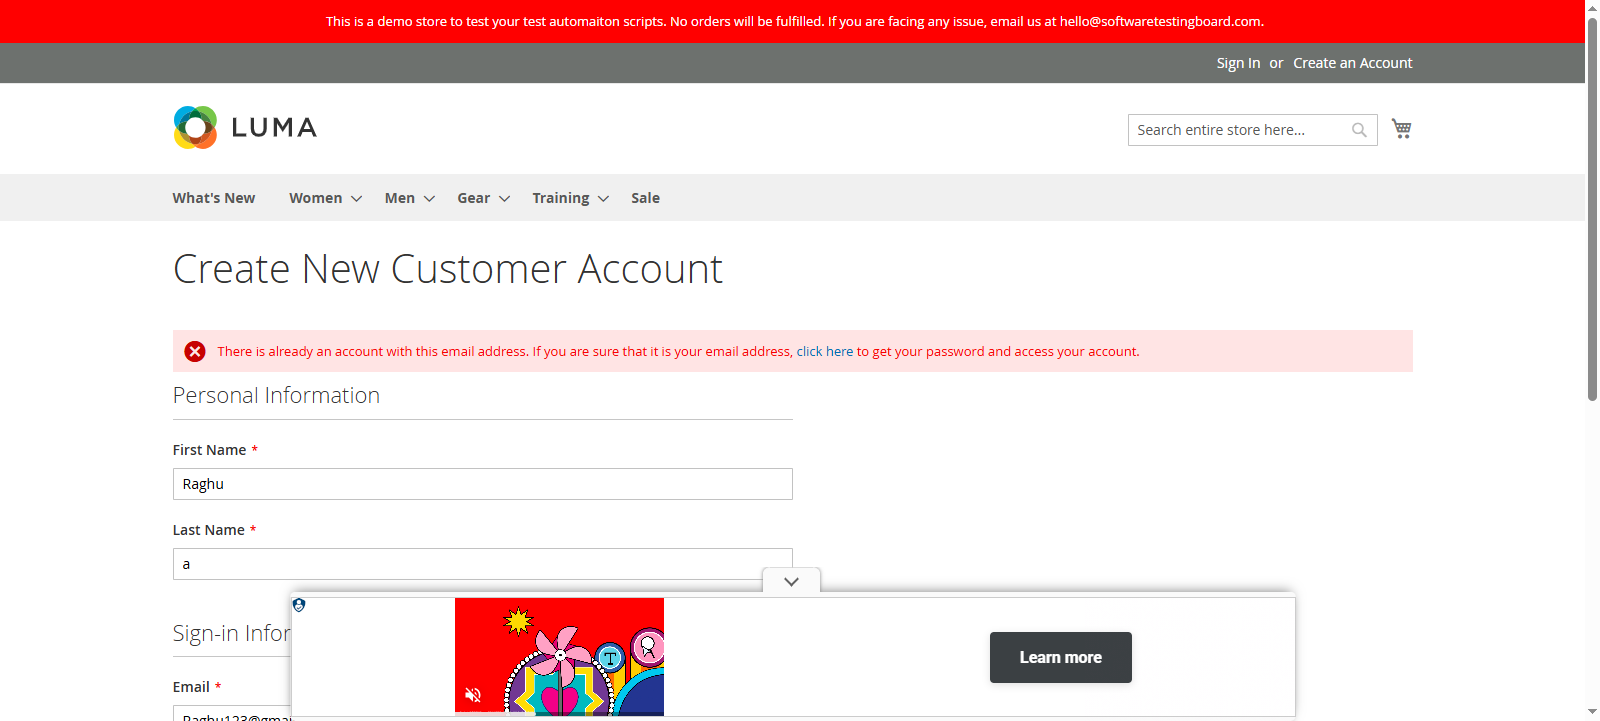 This is a demo store to test your test automaiton scripts. No orders will be fulfilled. If you are facing any issue, email us at hello@softwaretestingboard.com.
Sign In or Create an Account
LUMA
Search entire store here...
What's New Women Men Gear Training Sale
Create New Customer Account
There is already an account with this email address. If you are sure that it is your email address, click here to get your password and access your account.
Personal Information
First Name *
Raghu
Last Name *
a
T R
Sign-in Infor
Learn more
Email *
Raghu123@gmai